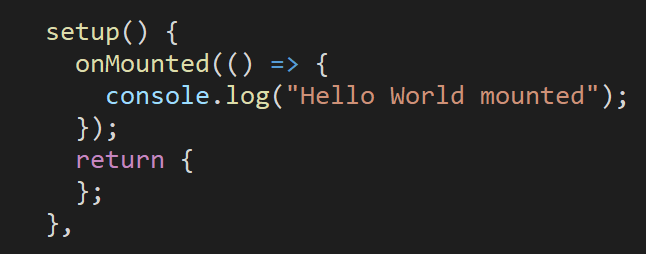 setup() {
  onMounted(() => {
    console.log("Hello World mounted");
  });
  return {
  };
},